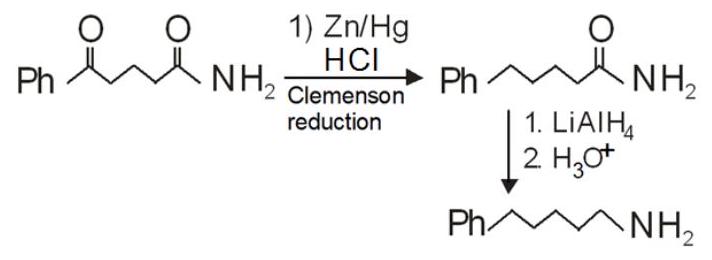 O O O
1) Zn/Hg
HCl
Ph NH₂ Ph NH₂
Clemenson
reduction
1. LiAlH₄
2. H₃O⁺
Ph NH₂